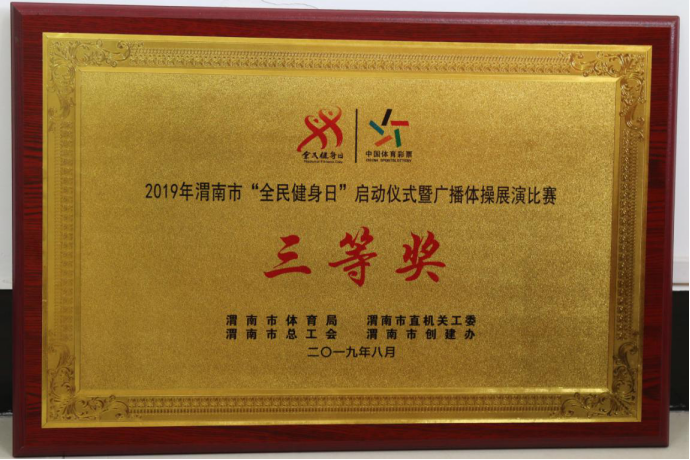 全民健身日 中国体育彩票
CHINA SPORTS LOTTERY
2019年渭南市“全民健身日”启动仪式暨广播体操展演比赛
三等奖
渭南市体育局 渭南市直机关工委
渭南市总工会 渭南市创建办
二〇一九年八月